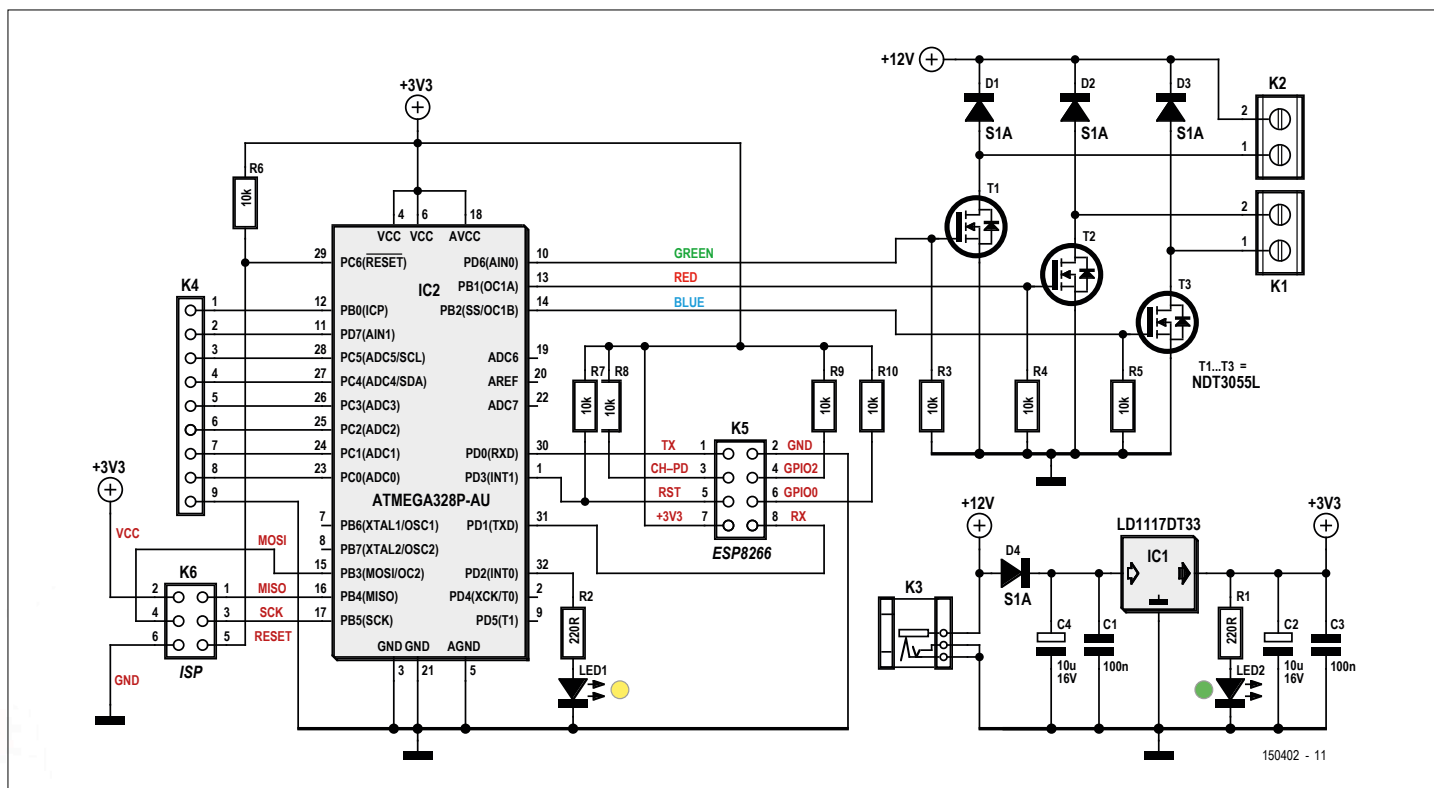 +12V
D1
D2
D3
S1A
S1A
S1A
K2
2
1
+3V3
R6
10k
4
6
18
VCC
VCC
AVCC
T1
2
1
K1
T2
T3
T1...T3 =
NDT3055L
29
PC6(RESET)
PD6(AIN0)
10
GREEN
IC2
PB1(OC1A)
13
RED
PB2(SS/OC1B)
14
BLUE
K4
1
12
PB0(ICP)
2
11
PD7(AIN1)
3
28
PC5(ADC5/SCL)
ADC6
19
4
27
PC4(ADC4/SDA)
AREF
20
5
26
PC3(ADC3)
ADC7
22
6
25
PC2(ADC2)
7
24
PC1(ADC1)
PD0(RXD)
30
8
23
PC0(ADC0)
PD3(INT1)
1
9
ATMEGA328P-AU
7
PB6(XTAL1/OSC1)
PD1(TXD)
31
8
PB7(XTAL2/OSC2)
15
PB3(MOSI/OC2)
PD2(INT0)
32
16
PB4(MISO)
PD4(XCK/T0)
2
17
PB5(SCK)
PD5(T1)
9
GND
GND
AGND
3
21
5
R7
10k
R8
10k
R9
10k
R10
10k
R3
10k
R4
10k
R5
10k
K5
TX
1
2
GND
CH-PD
3
4
GPIO2
RST
5
6
GPIO0
+3V3
7
8
RX
ESP8266
+3V3
VCC
MOSI
K6
2
1
MISO
4
3
SCK
6
5
RESET
ISP
GND
R2
220R
LED1
+12V
D4
S1A
K3
C4
10u
16V
C1
100n
LD1117DT33
IC1
+3V3
R1
220R
LED2
C2
10u
16V
C3
100n
150402 - 11